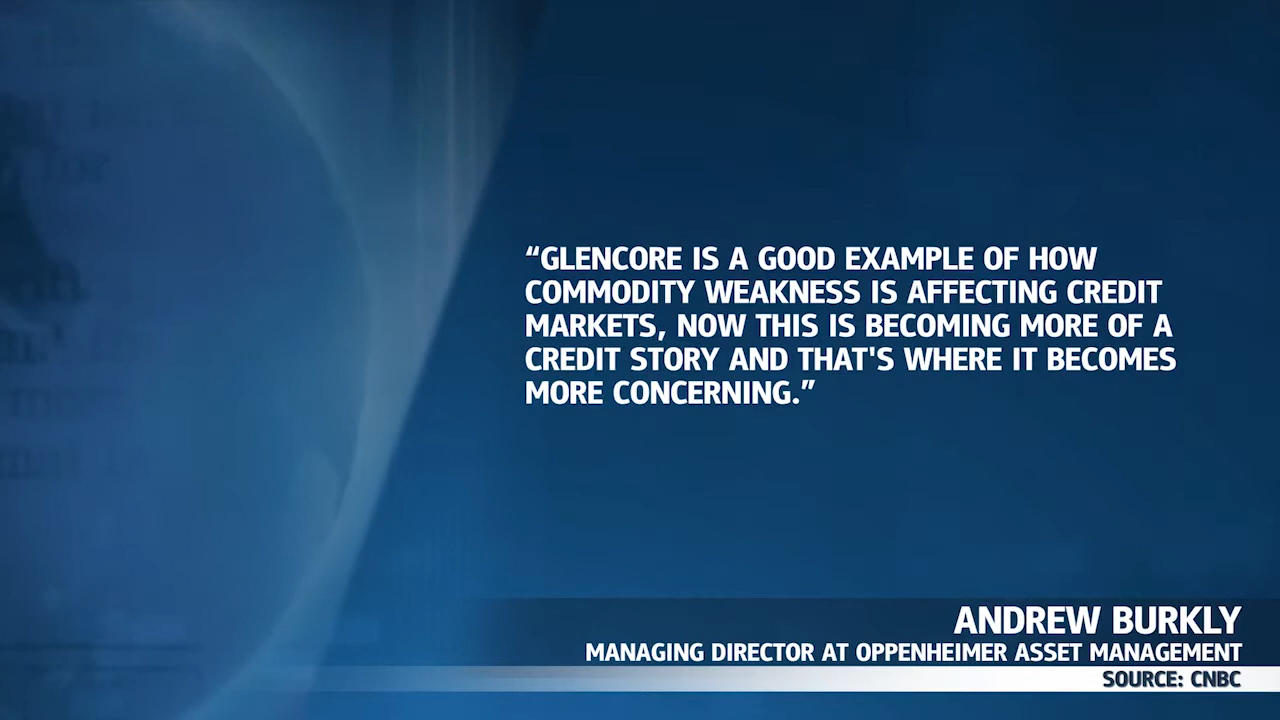 “GLENCORE IS A GOOD EXAMPLE OF HOW
COMMODITY WEAKNESS IS AFFECTING CREDIT
MARKETS, NOW THIS IS BECOMING MORE OF A
CREDIT STORY AND THAT'S WHERE IT BECOMES
MORE CONCERNING.”
ANDREW BURKLY
MANAGING DIRECTOR AT OPPENHEIMER ASSET MANAGEMENT
SOURCE: CNBC